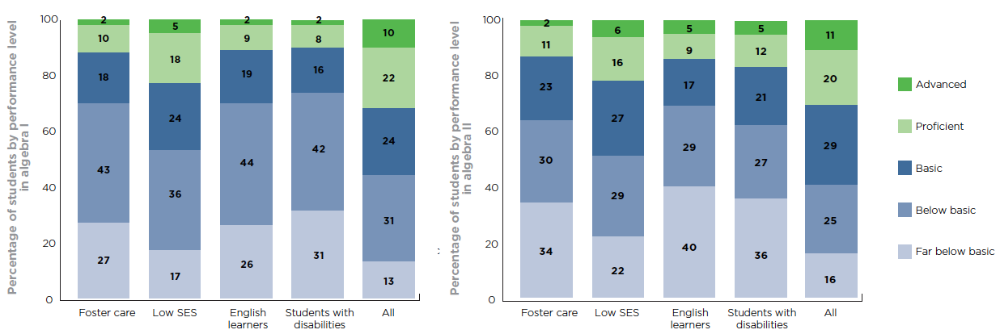 Percentage of students by performance level
in algebra I
100
80
60
40
20
0
2
10
18
43
27
5
18
24
36
17
2
9
19
44
26
2
8
16
42
31
10
22
24
31
13
Foster care
Low SES
English
learners
Students with
disabilities
All
Percentage of students by performance level
in algebra II
100
80
60
40
20
0
2
11
23
30
34
6
16
27
29
22
5
9
17
29
40
5
12
21
27
36
11
20
29
25
16
Foster care
Low SES
English
learners
Students with
disabilities
All
Advanced
Proficient
Basic
Below basic
Far below basic